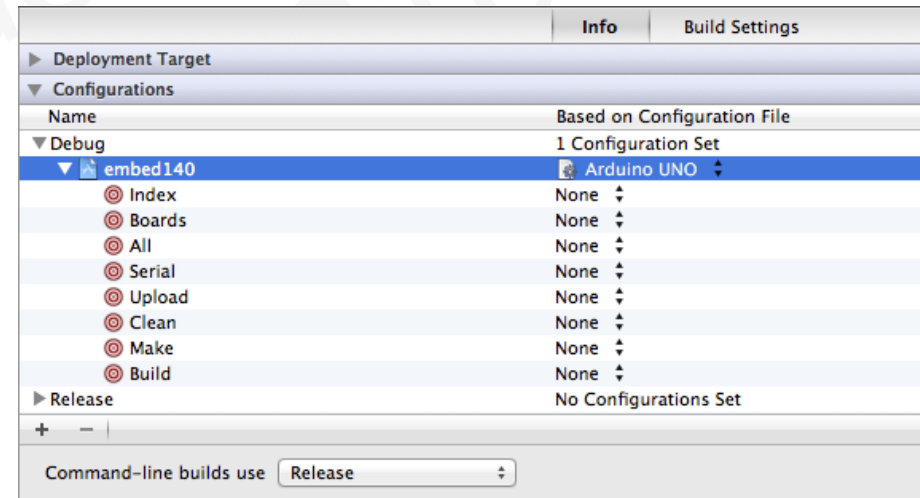 Info Build Settings
Deployment Target
Configurations
Name Based on Configuration File
Debug 1 Configuration Set
embed140 Arduino UNO
Index None
Boards None
All None
Serial None
Upload None
Clean None
Make None
Build None
Release No Configurations Set
+ −
Command-line builds use Release